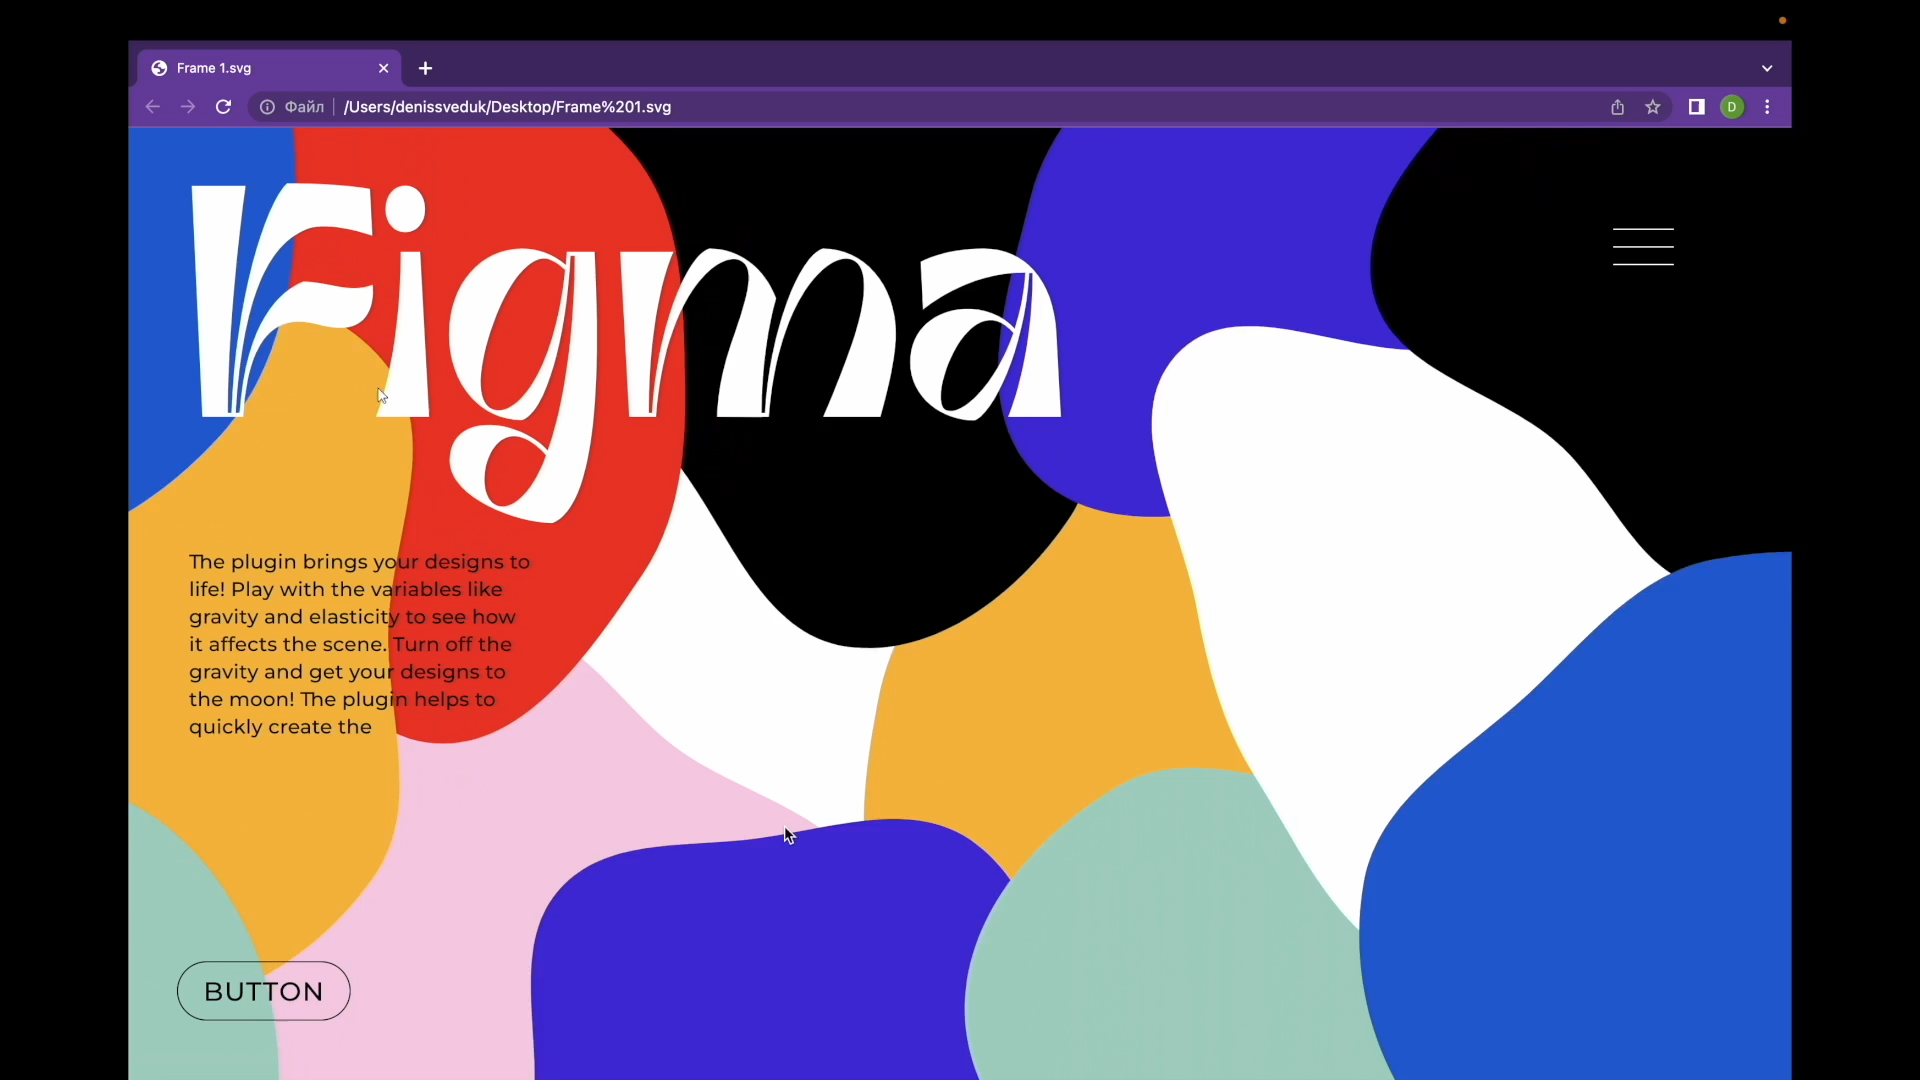 Frame 1.svg
Файл /Users/denissveduk/Desktop/Frame%201.svg
D
Figma
The plugin brings your designs to
life! Play with the variables like
gravity and elasticity to see how
it affects the scene. Turn off the
gravity and get your designs to
the moon! The plugin helps to
quickly create the
BUTTON